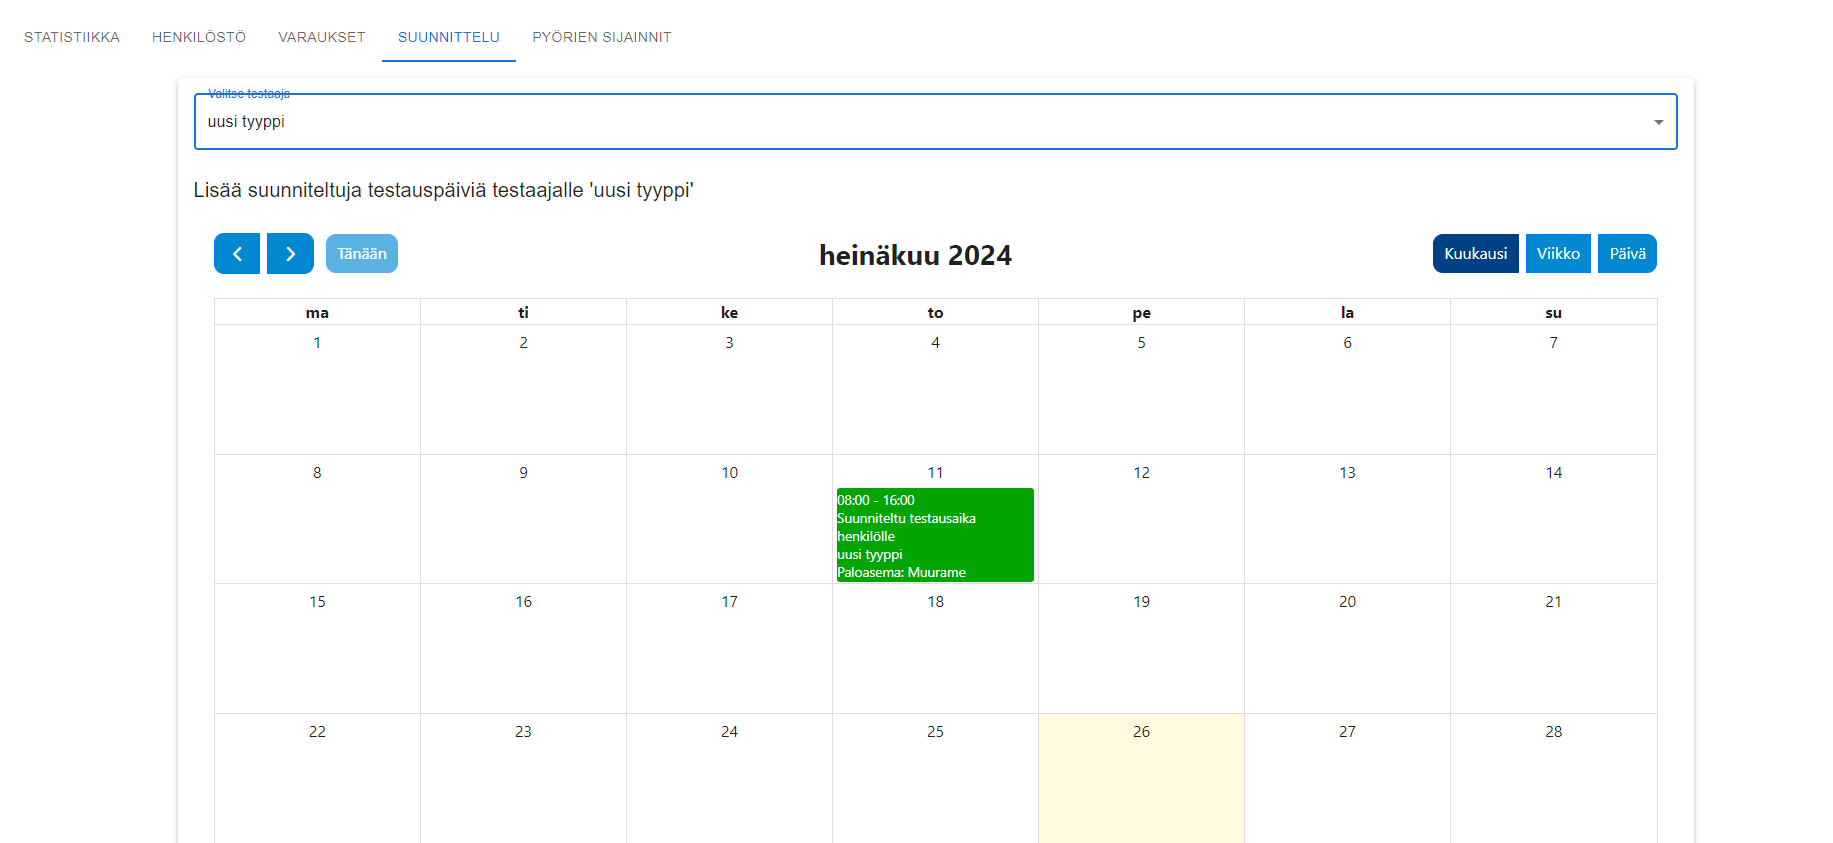 STATISTIIKKA HENKILÖSTÖ VARAUKSET SUUNNITTELU PYÖRIEN SIJAINNIT
Valitse testaaja
uusi tyyppi
Lisää suunniteltuja testauspäiviä testaajalle 'uusi tyyppi'
Tänään heinäkuu 2024 Kuukausi Viikko Päivä
ma ti ke to pe la su
1 2 3 4 5 6 7
8 9 10 11 12 13 14
08:00 - 16:00
Suunniteltu testausaika
henkilölle
uusi tyyppi
Paloasema: Muurame
15 16 17 18 19 20 21
22 23 24 25 26 27 28